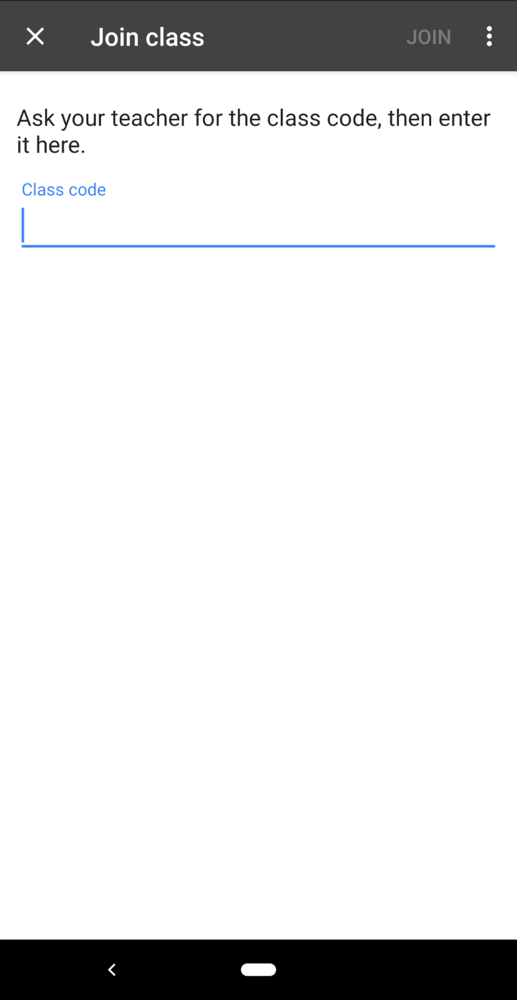 Join class
JOIN
Ask your teacher for the class code, then enter
it here.
Class code